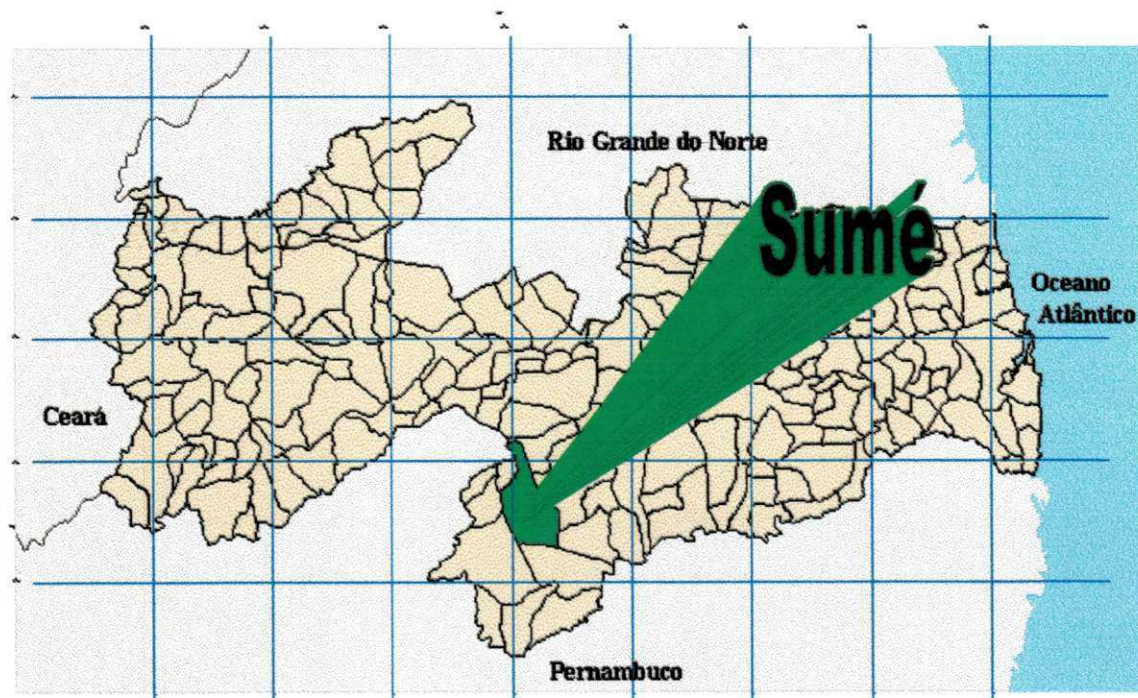 Rio Grande do Norte
Sumé
Oceano
Atlântico
Ceará
Pernambuco